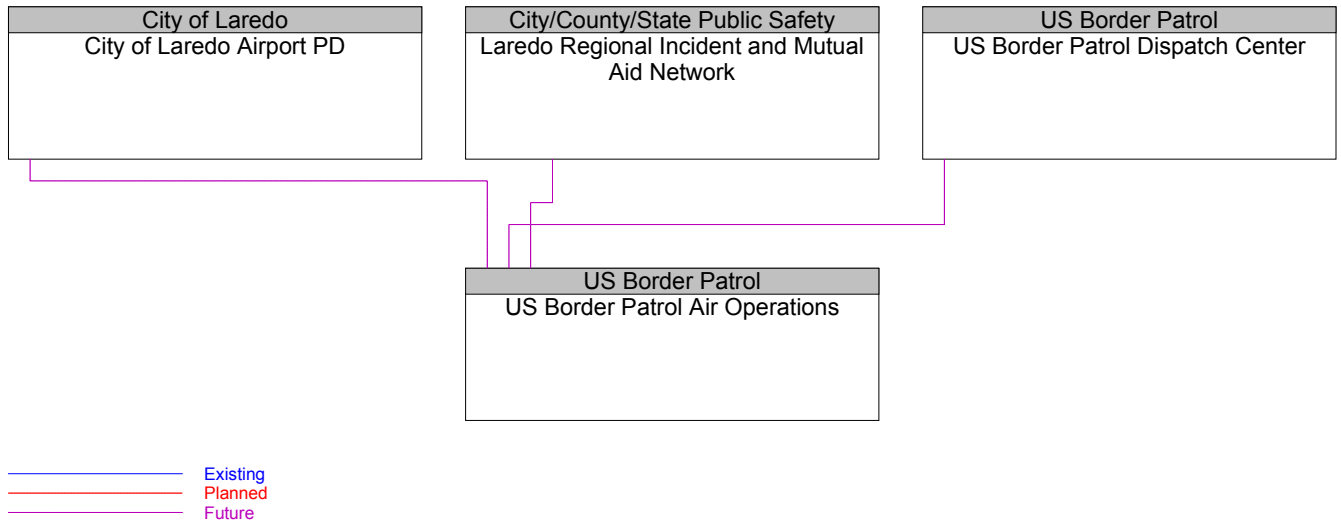 City of Laredo
City of Laredo Airport PD
City/County/State Public Safety
Laredo Regional Incident and Mutual
Aid Network
US Border Patrol
US Border Patrol Dispatch Center
US Border Patrol
US Border Patrol Air Operations
Existing
Planned
Future